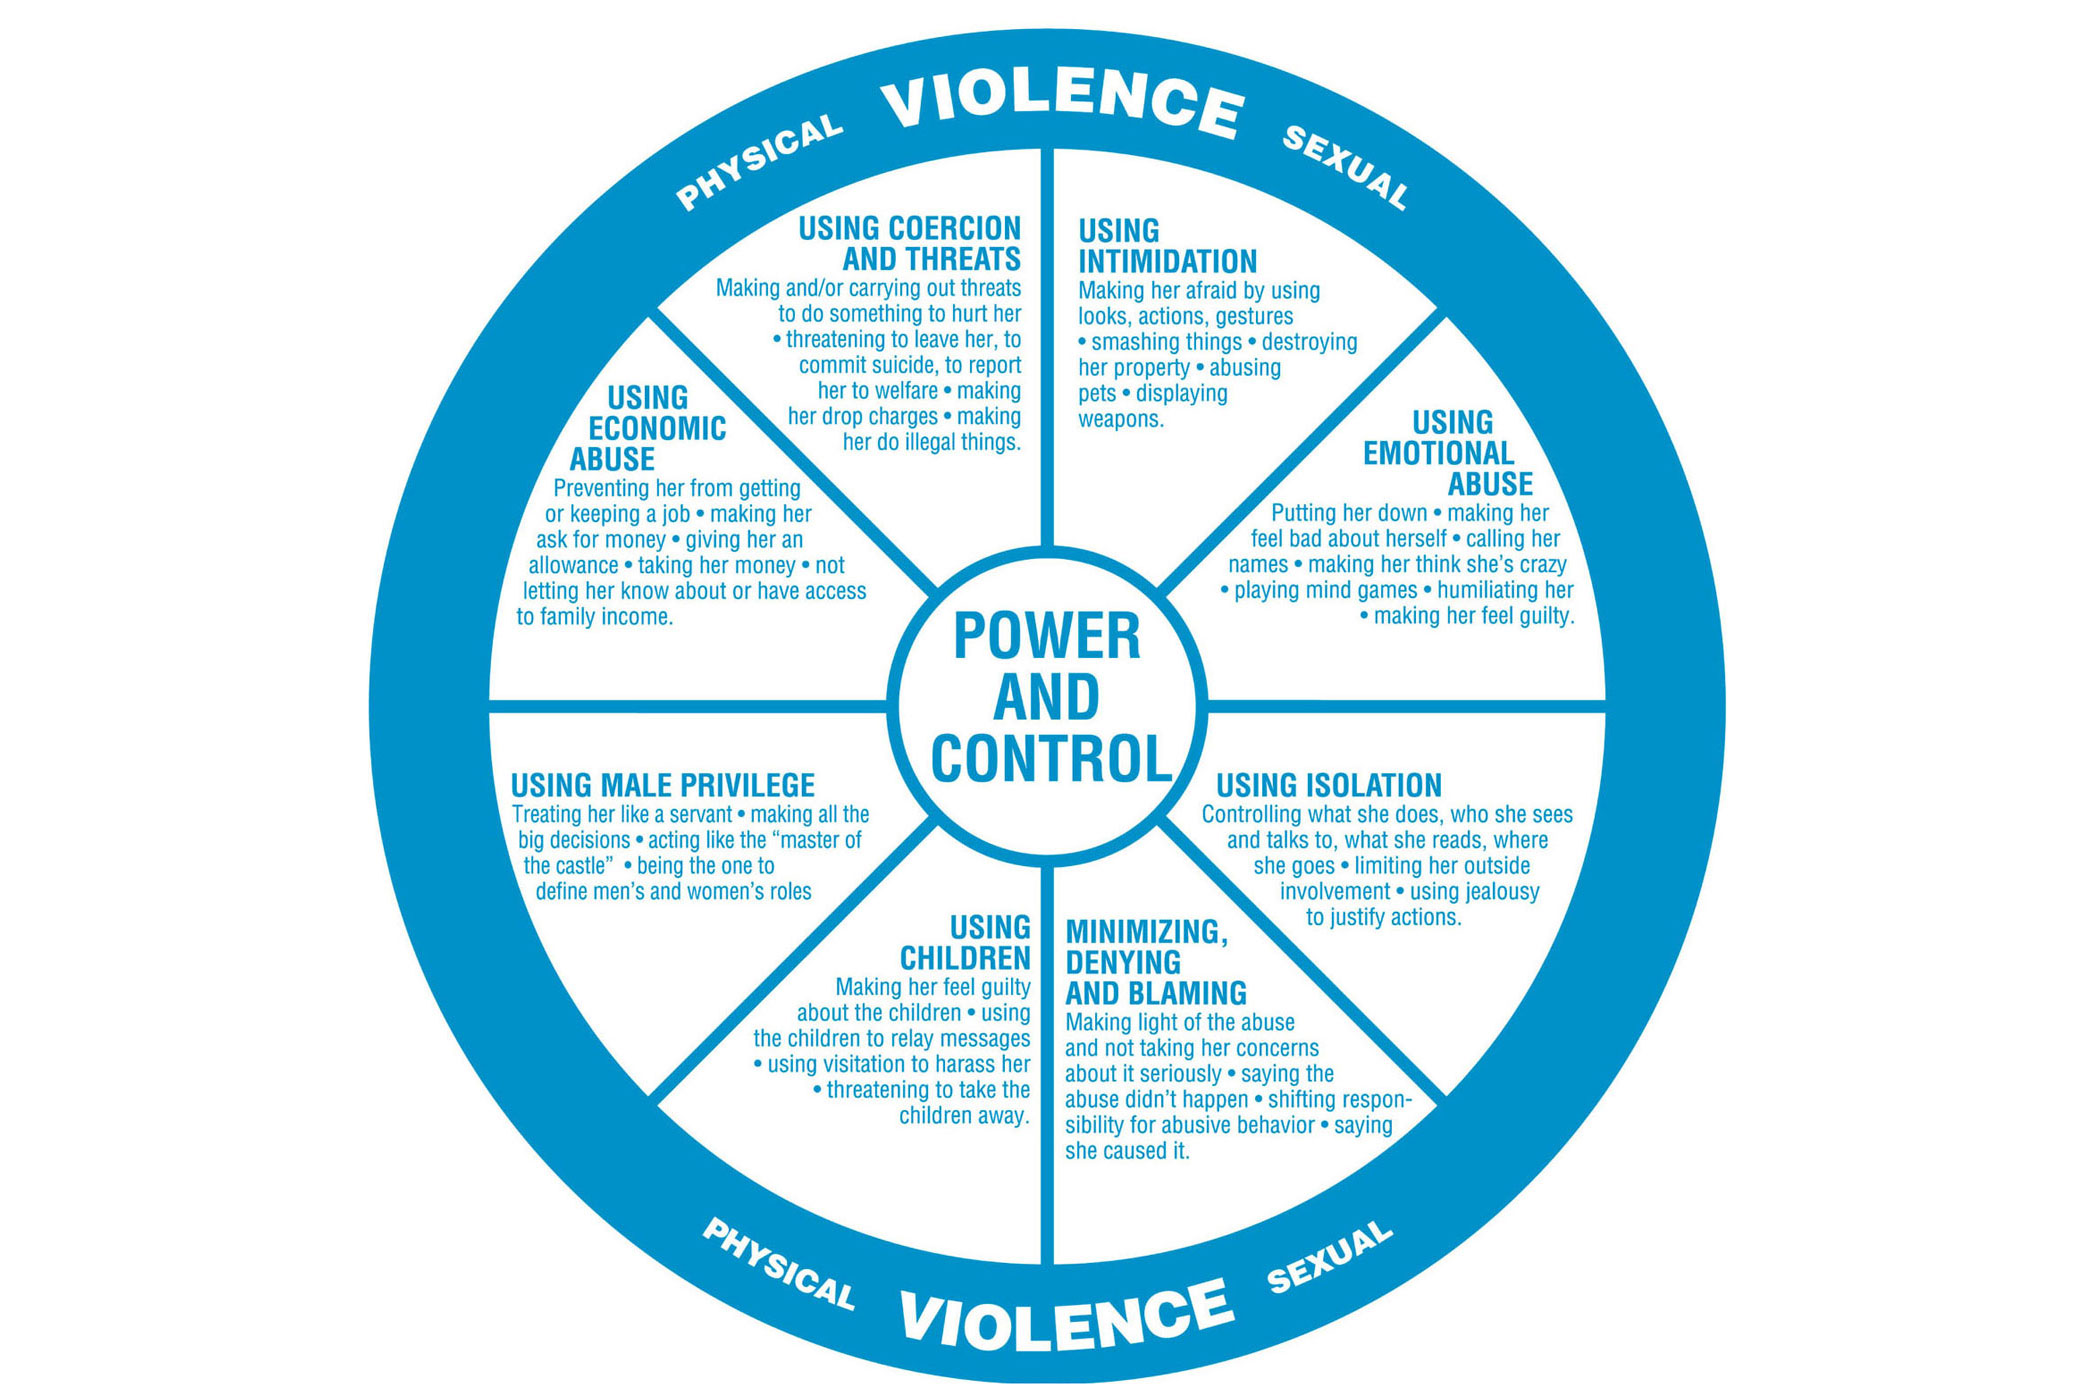 PHYSICAL VIOLENCE SEXUAL
USING COERCION
AND THREATS
Making and/or carrying out threats
to do something to hurt her
• threatening to leave her, to
commit suicide, to report
her to welfare • making
her drop charges • making
her do illegal things.
USING
INTIMIDATION
Making her afraid by using
looks, actions, gestures
• smashing things • destroying
her property • abusing
pets • displaying
weapons.
USING
EMOTIONAL
ABUSE
Putting her down • making her
feel bad about herself • calling her
names • making her think she's crazy
• playing mind games • humiliating her
• making her feel guilty.
USING ISOLATION
Controlling what she does, who she sees
and talks to, what she reads, where
she goes • limiting her outside
involvement • using jealousy
to justify actions.
MINIMIZING,
DENYING
AND BLAMING
Making light of the abuse
and not taking her concerns
about it seriously • saying the
abuse didn't happen • shifting respon-
sibility for abusive behavior • saying
she caused it.
USING
CHILDREN
Making her feel guilty
about the children • using
the children to relay messages
• using visitation to harass her
• threatening to take the
children away.
USING MALE PRIVILEGE
Treating her like a servant • making all the
big decisions • acting like the “master of
the castle” • being the one to
define men's and women's roles
USING
ECONOMIC
ABUSE
Preventing her from getting
or keeping a job • making her
ask for money • giving her an
allowance • taking her money • not
letting her know about or have access
to family income.
POWER
AND
CONTROL
PHYSICAL VIOLENCE SEXUAL